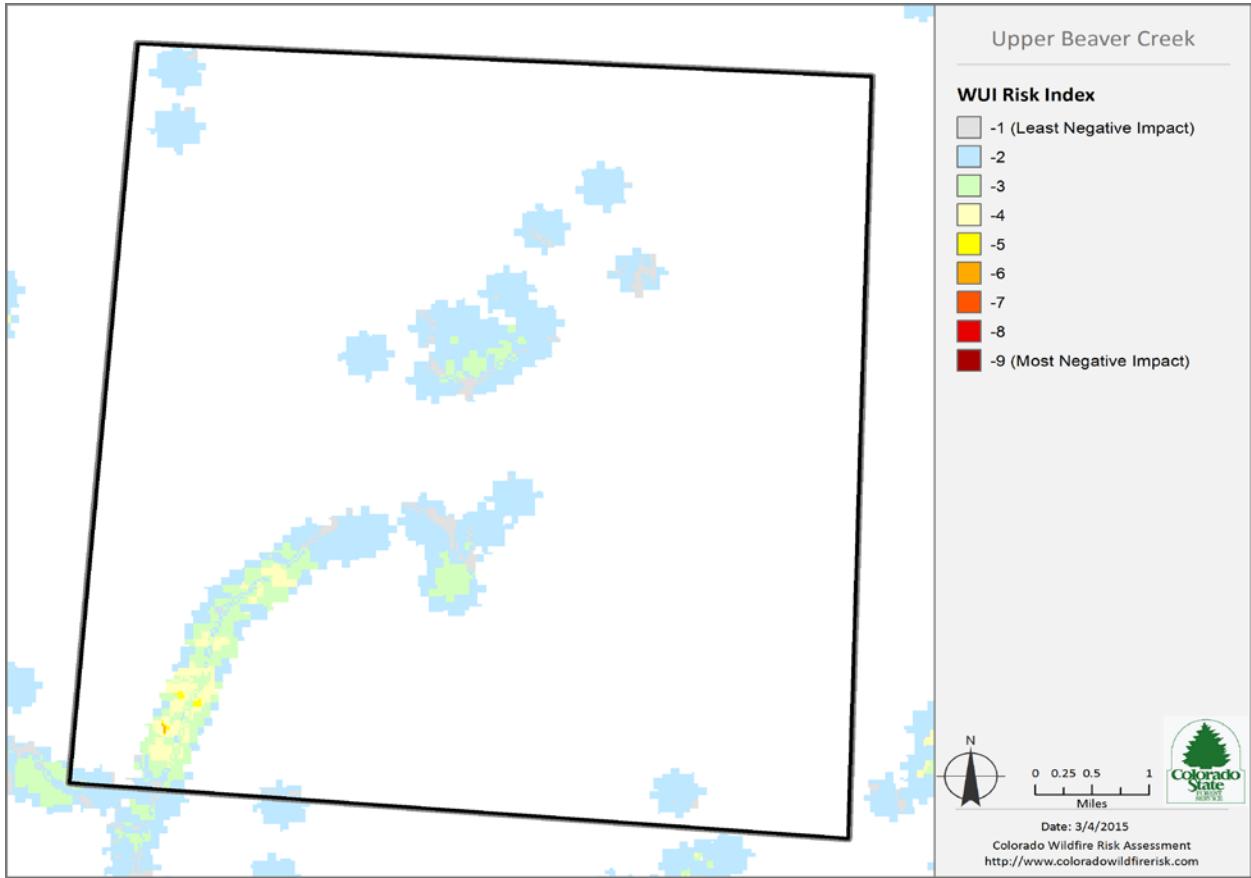 Upper Beaver Creek
WUI Risk Index
-1 (Least Negative Impact)
-2
-3
-4
-5
-6
-7
-8
-9 (Most Negative Impact)
N
0 0.25 0.5 1
Miles
Colorado
State
FOREST
SERVICE
Date: 3/4/2015
Colorado Wildfire Risk Assessment
http://www.coloradowildfirerisk.com